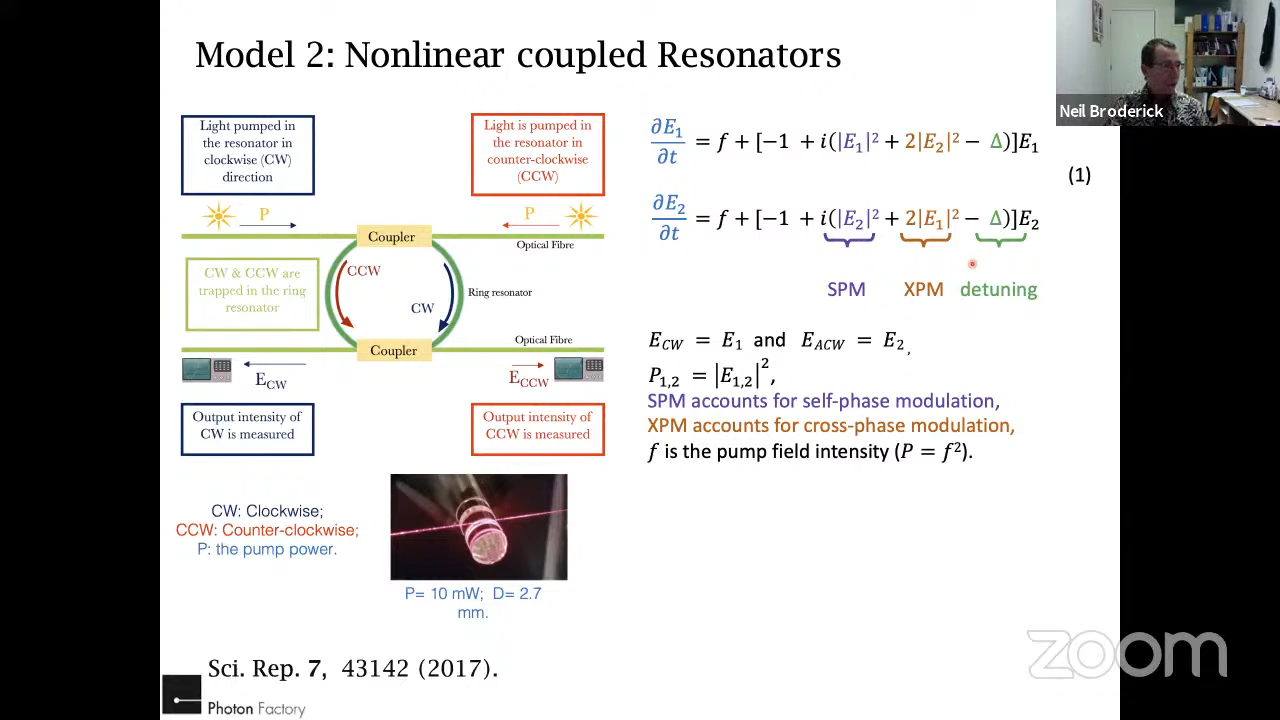 Model 2: Nonlinear coupled Resonators
Neil Broderick
Light pumped in
the resonator in
clockwise (CW)
direction
Light is pumped in
the resonator in
counter-clockwise
(CCW)
P
P
Coupler
Optical Fibre
CW & CCW are
trapped in the ring
resonator
CCW
CW
Ring resonator
Coupler
Optical Fibre
E_CW
E_CCW
Output intensity of
CW is measured
Output intensity of
CCW is measured
CW: Clockwise;
CCW: Counter-clockwise;
P: the pump power.
P= 10 mW; D= 2.7
mm.
∂E₁/∂t = f + [−1 + i(|E₁|² + 2|E₂|² − Δ)]E₁
(1)
∂E₂/∂t = f + [−1 + i(|E₂|² + 2|E₁|² − Δ)]E₂
SPM XPM detuning
E_CW = E₁ and E_ACW = E₂,
P₁,₂ = |E₁,₂|²,
SPM accounts for self-phase modulation,
XPM accounts for cross-phase modulation,
f is the pump field intensity (P = f²).
Sci. Rep. 7, 43142 (2017).
Photon Factory
zoom